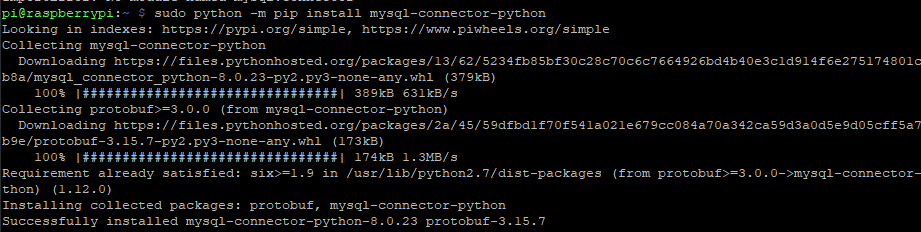 pi@raspberrypi:~ $ sudo python -m pip install mysql-connector-python
Looking in indexes: https://pypi.org/simple, https://www.piwheels.org/simple
Collecting mysql-connector-python
  Downloading https://files.pythonhosted.org/packages/13/62/5234fb85bf30c28c70c6c7664926bd4b40e3c1d914f6e275174801c
b8a/mysql_connector_python-8.0.23-py2.py3-none-any.whl (379kB)
    100% |################################| 389kB 631kB/s
Collecting protobuf>=3.0.0 (from mysql-connector-python)
  Downloading https://files.pythonhosted.org/packages/2a/45/59dfbd1f70f541a021e679cc084a70a342ca59d3a0d5e9d05cff5a7
b9e/protobuf-3.15.7-py2.py3-none-any.whl (173kB)
    100% |################################| 174kB 1.3MB/s
Requirement already satisfied: six>=1.9 in /usr/lib/python2.7/dist-packages (from protobuf>=3.0.0->mysql-connector-
thon) (1.12.0)
Installing collected packages: protobuf, mysql-connector-python
Successfully installed mysql-connector-python-8.0.23 protobuf-3.15.7